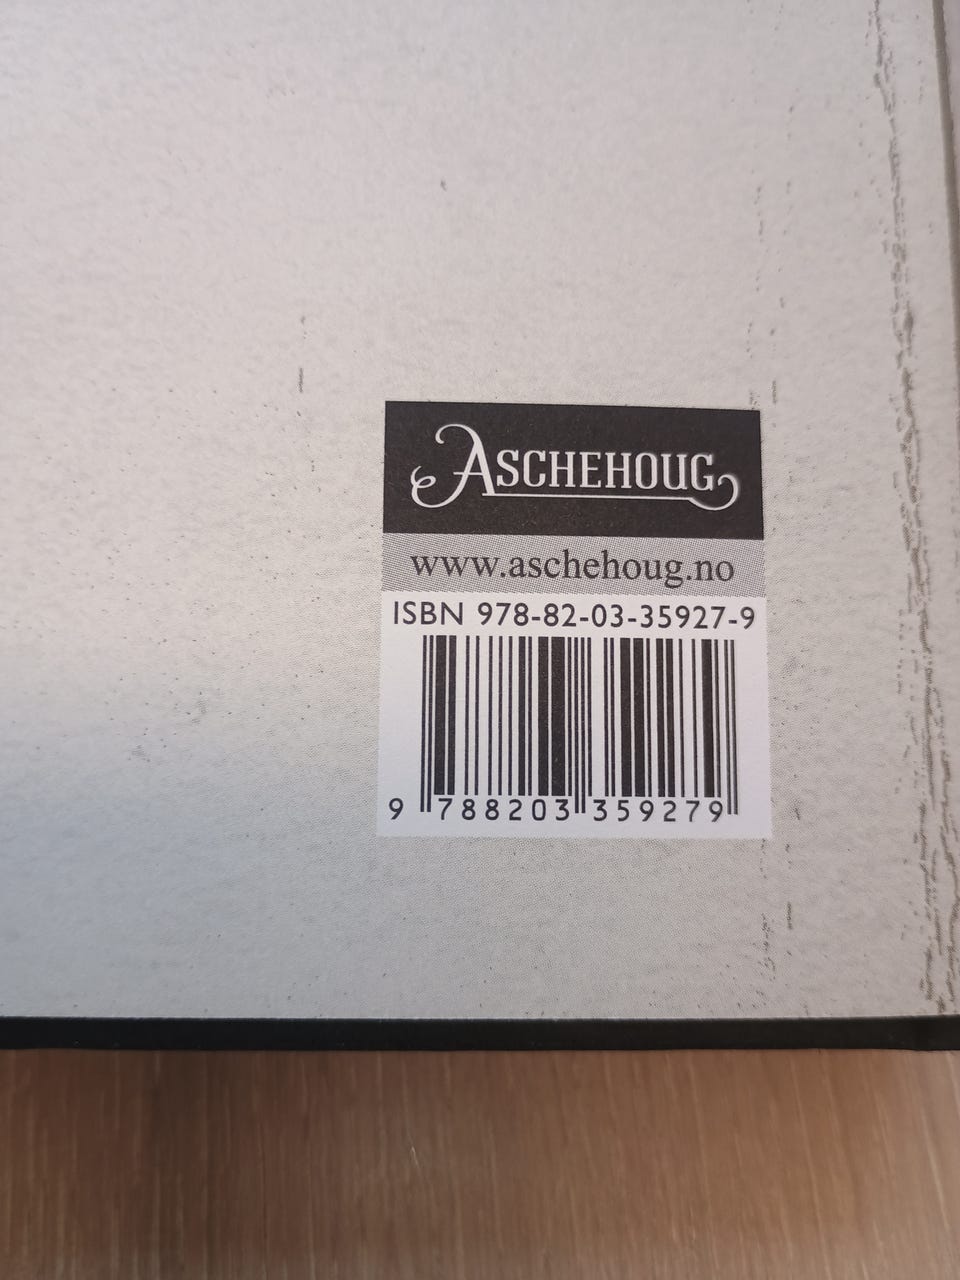 ASCHEHOUG
www.aschehoug.no
ISBN 978-82-03-35927-9
9 788203 359279